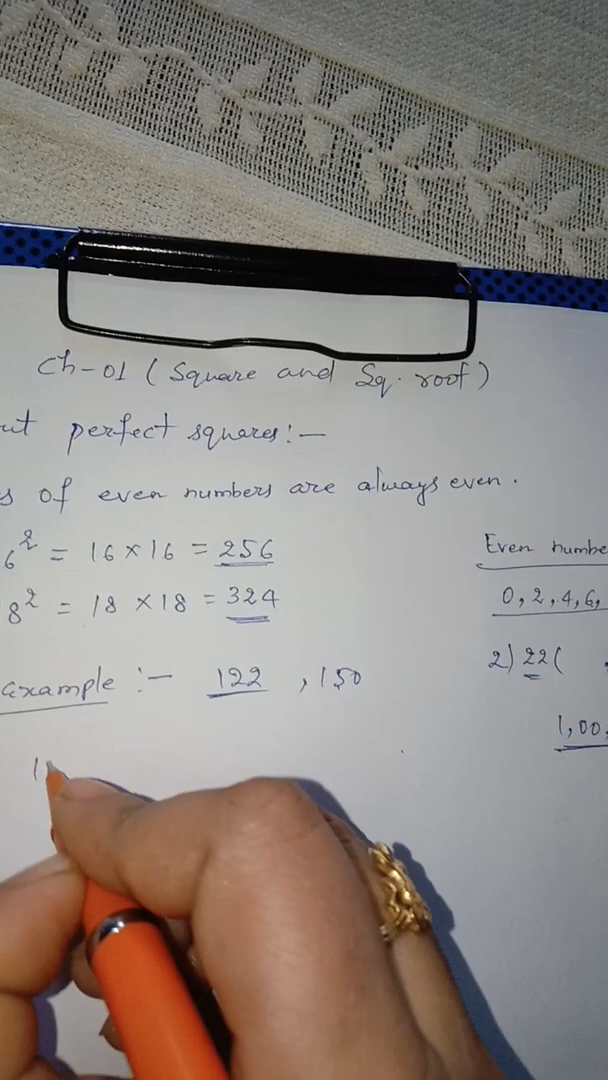 Ch-01 (Square and Sq. root)
ut perfect squares:-
s of even numbers are always even.
6² = 16 × 16 = 256
8² = 18 × 18 = 324
Even numbe
0, 2, 4, 6,
2) 22 (
example :- 122, 150
1,00,
1